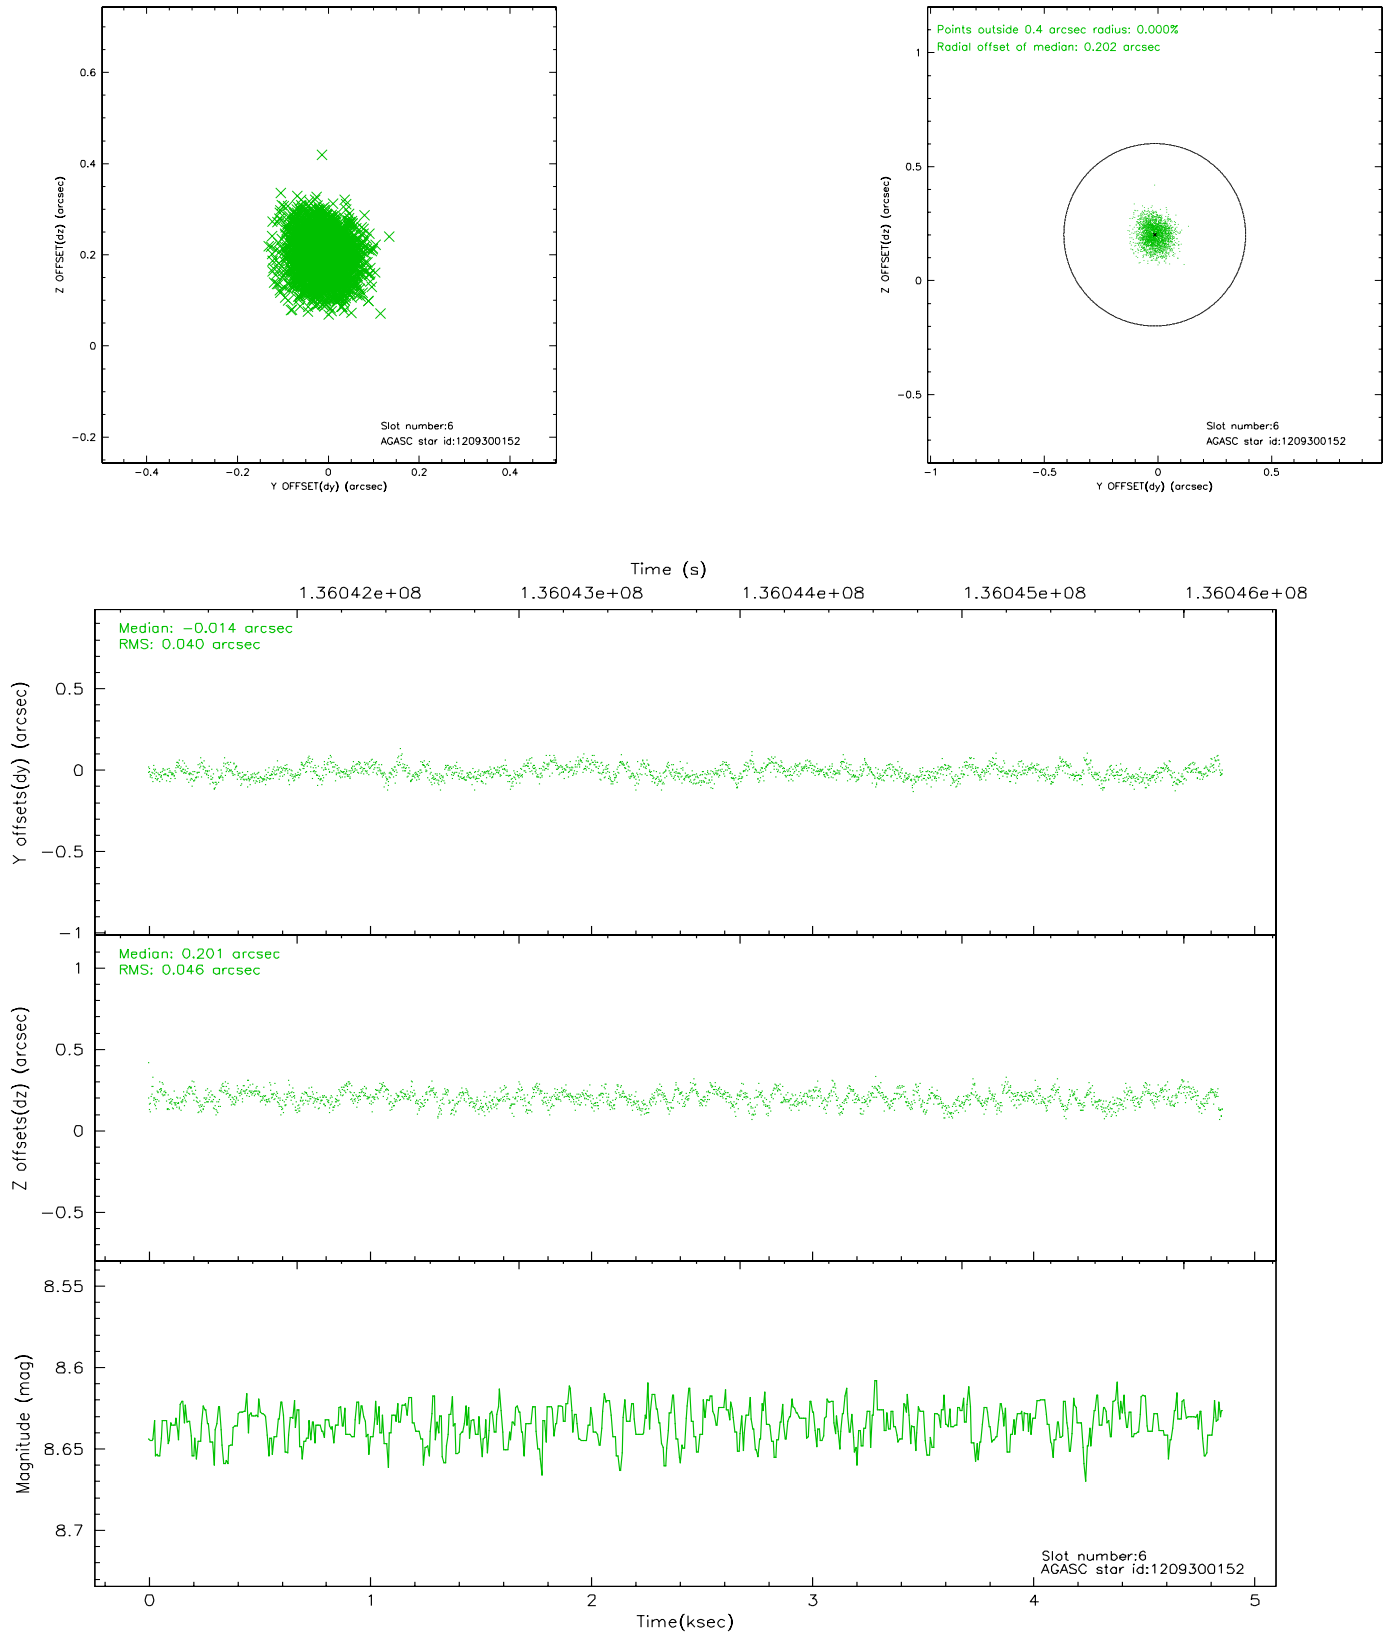 0.6
0.4
0.2
0
−0.2
Z OFFSET(dz) (arcsec)
Slot number:6
AGASC star id:1209300152
−0.4 −0.2 0 0.2 0.4
Y OFFSET(dy) (arcsec)
Points outside 0.4 arcsec radius: 0.000%
Radial offset of median: 0.202 arcsec
1
0.5
0
−0.5
Z OFFSET(dz) (arcsec)
Slot number:6
AGASC star id:1209300152
−1 −0.5 0 0.5
Y OFFSET(dy) (arcsec)
Time (s)
1.36042e+08 1.36043e+08 1.36044e+08 1.36045e+08 1.36046e+08
Median: −0.014 arcsec
RMS: 0.040 arcsec
0.5
0
−0.5
−1
Y offsets(dy) (arcsec)
Median: 0.201 arcsec
RMS: 0.046 arcsec
1
0.5
0
−0.5
Z offsets(dz) (arcsec)
8.55
8.6
8.65
8.7
Magnitude (mag)
Slot number:6
AGASC star id:1209300152
0 1 2 3 4 5
Time(ksec)